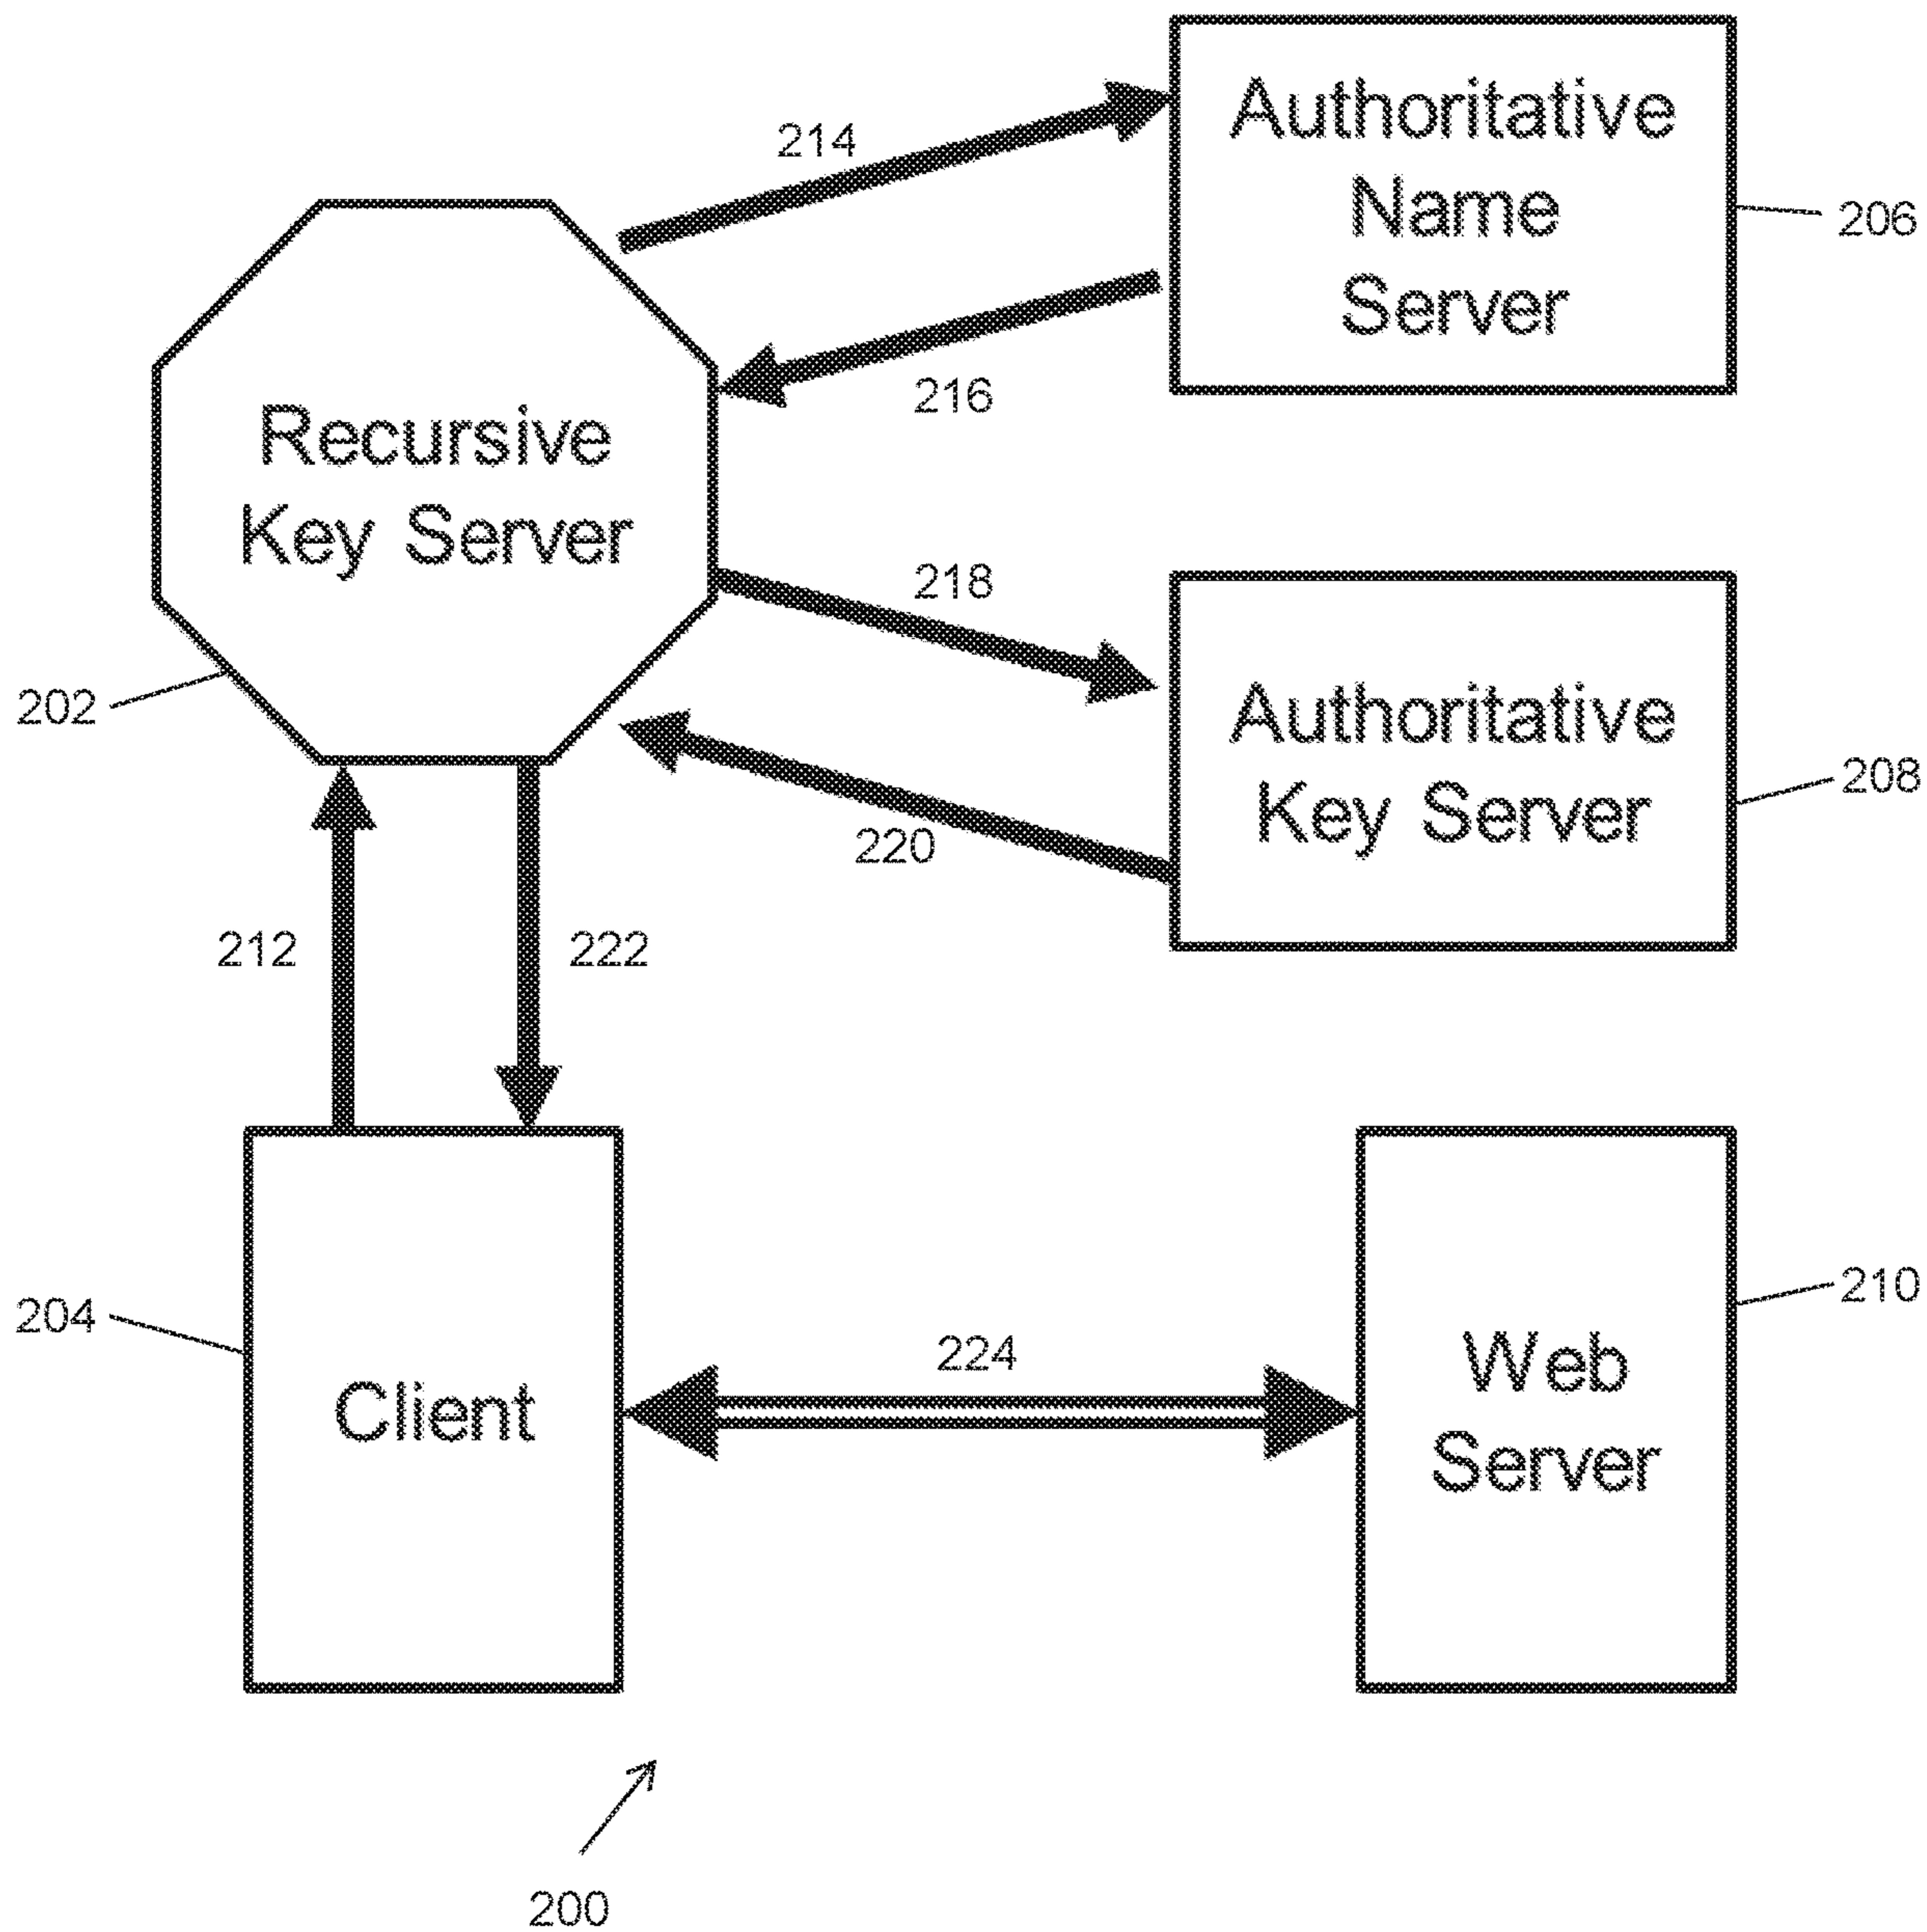 214
Authoritative
Name
Server
206
216
Recursive
Key Server
202
218
Authoritative
Key Server
208
220
212
222
204
Client
224
Web
Server
210
200